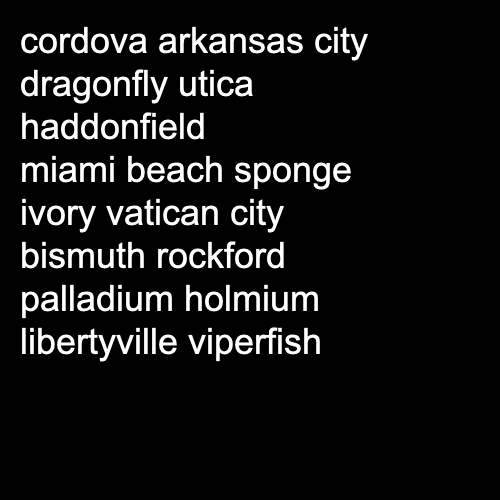 cordova arkansas city
dragonfly utica
haddonfield
miami beach sponge
ivory vatican city
bismuth rockford
palladium holmium
libertyville viperfish